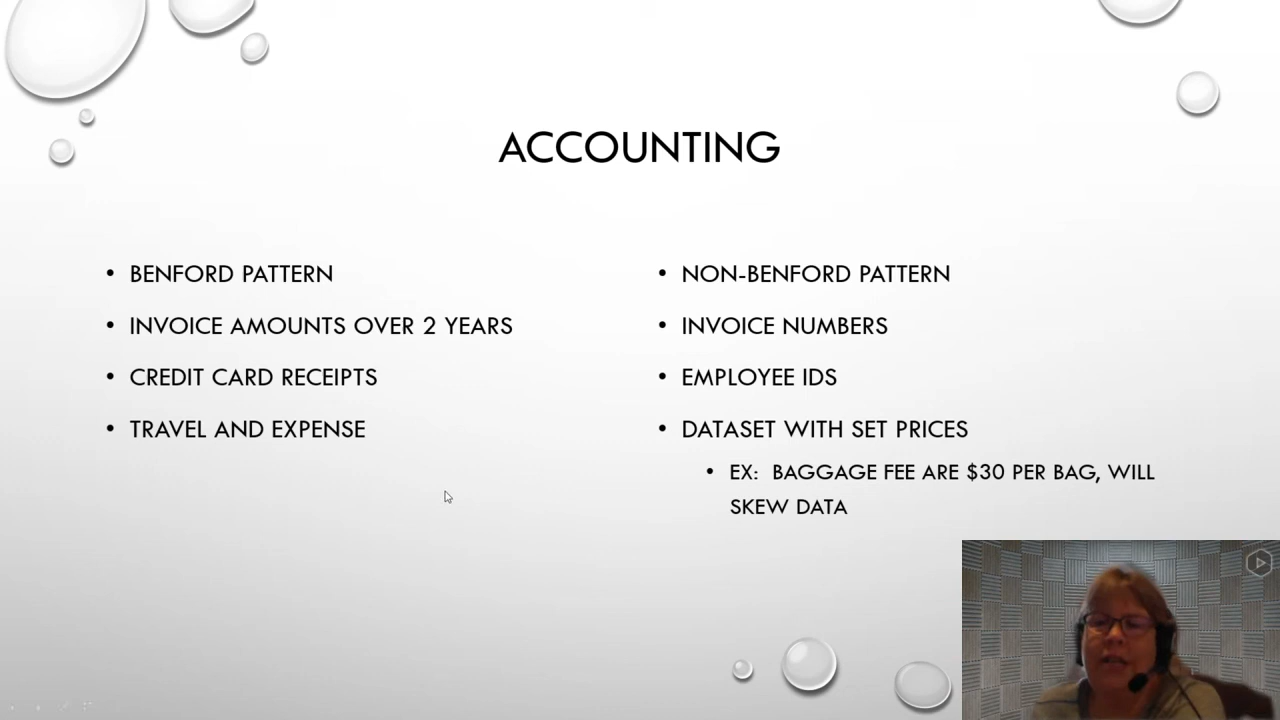 ACCOUNTING
• BENFORD PATTERN
• INVOICE AMOUNTS OVER 2 YEARS
• CREDIT CARD RECEIPTS
• TRAVEL AND EXPENSE
• NON-BENFORD PATTERN
• INVOICE NUMBERS
• EMPLOYEE IDS
• DATASET WITH SET PRICES
• EX:  BAGGAGE FEE ARE $30 PER BAG, WILL
SKEW DATA